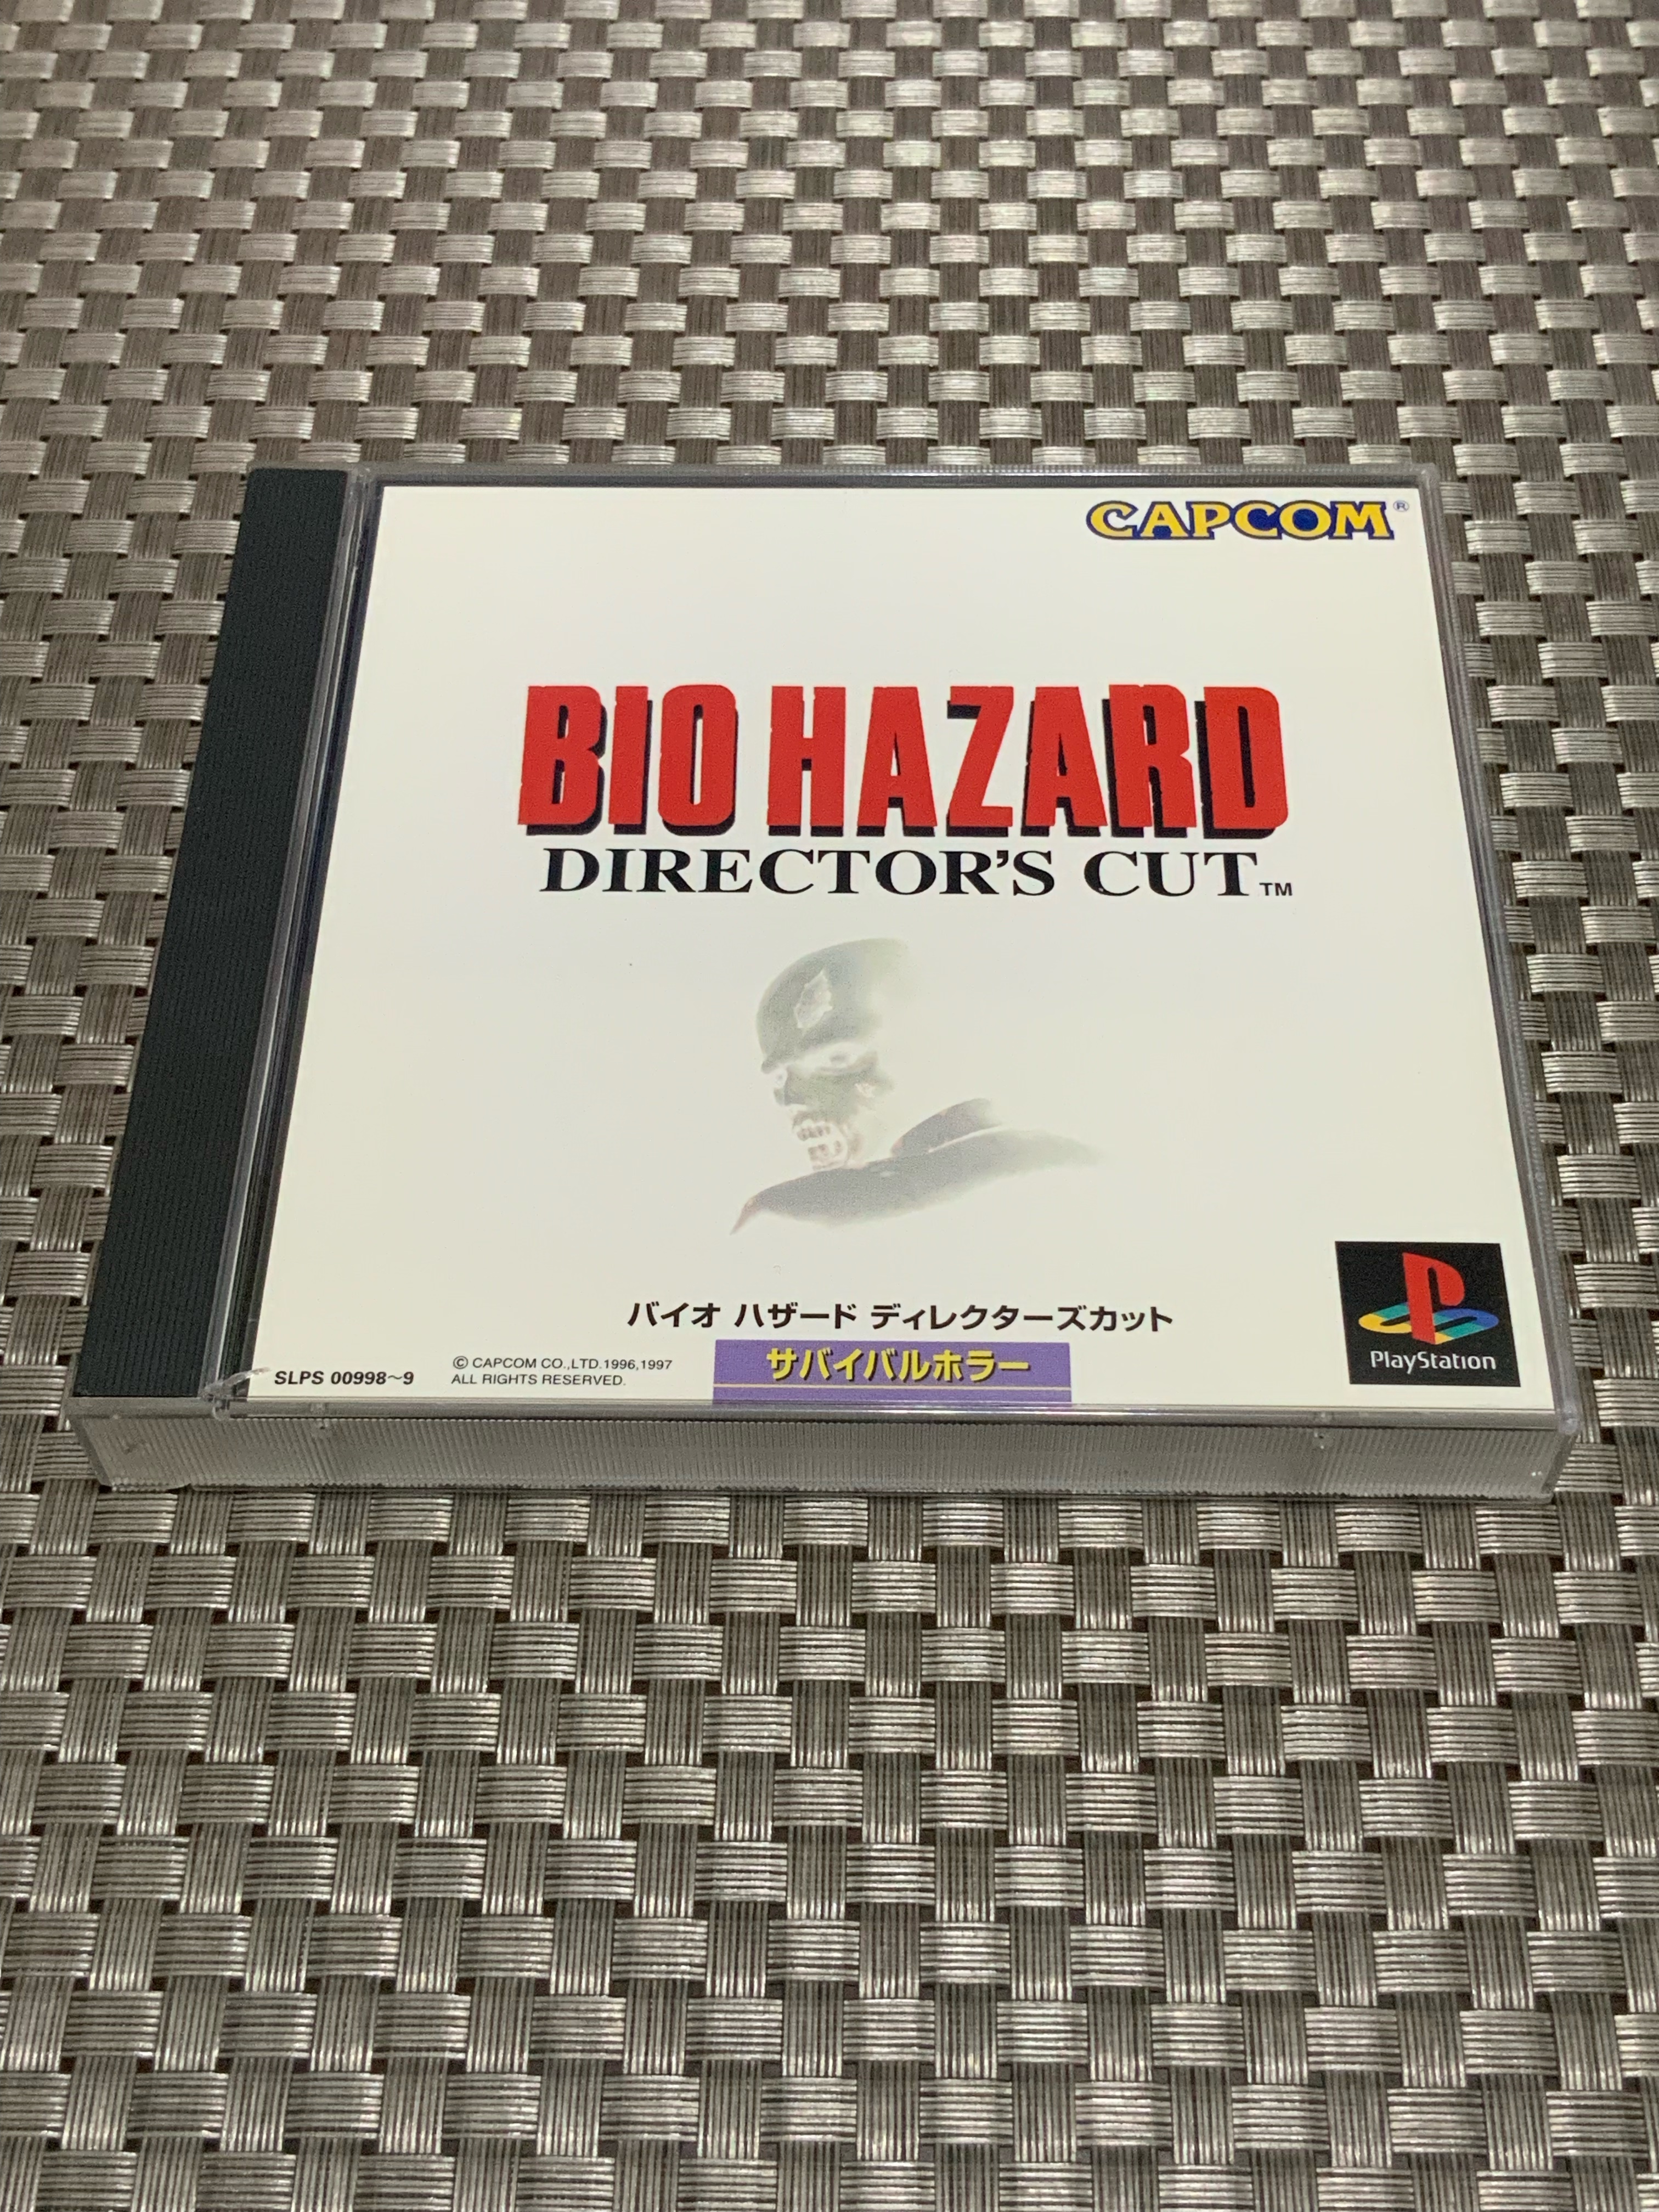 CAPCOM®
BIO HAZARD
DIRECTOR'S CUT™
バイオ ハザード ディレクターズカット
サバイバルホラー
SLPS 00998~9
© CAPCOM CO.,LTD.1996,1997
ALL RIGHTS RESERVED.
PlayStation